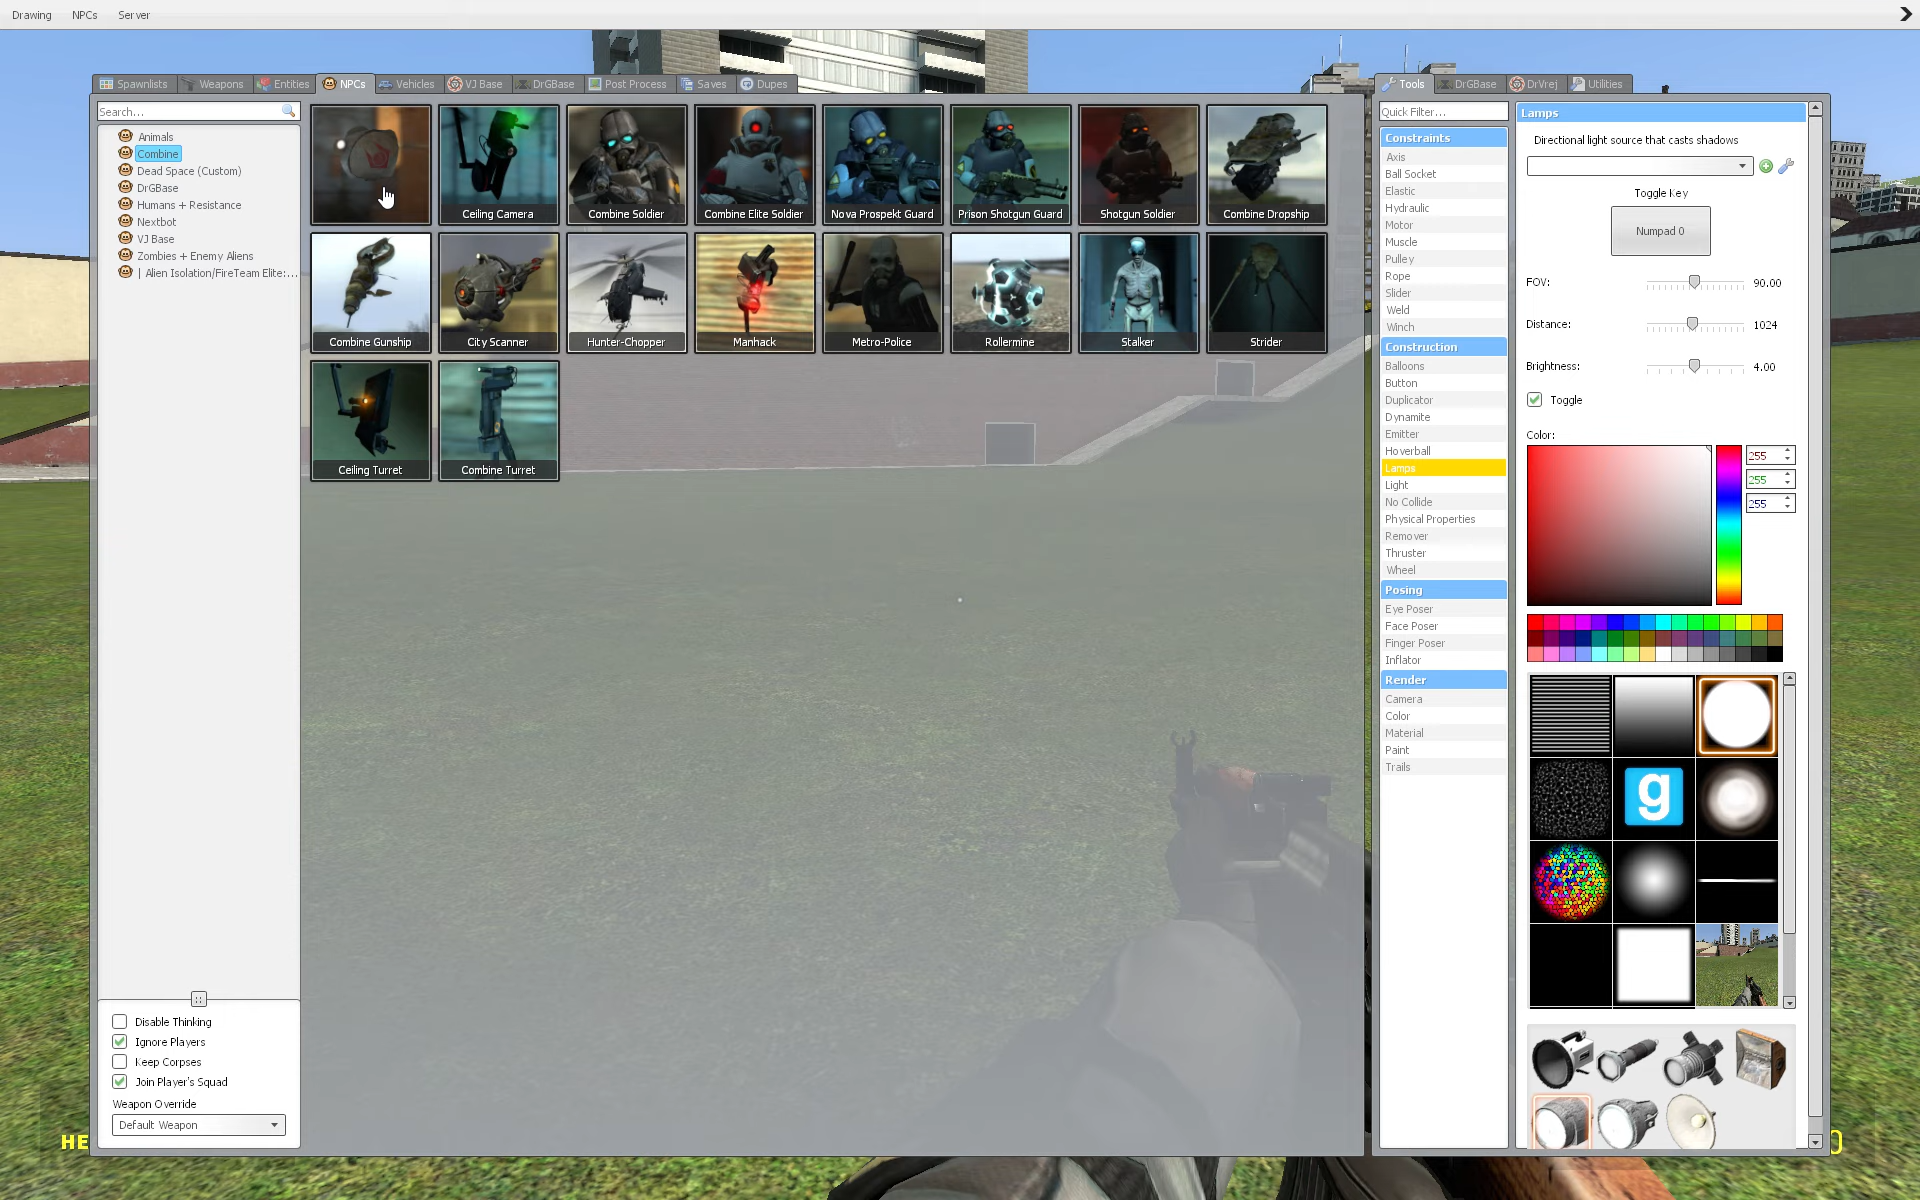 Drawing NPCs Server
Spawnlists Weapons Entities NPCs Vehicles VJ Base DrGBase Post Process Saves Dupes
Search...
Animals
Combine
Dead Space (Custom)
DrGBase
Humans + Resistance
Nextbot
VJ Base
Zombies + Enemy Aliens
| Alien Isolation/FireTeam Elite:...
Ceiling Camera
Combine Soldier
Combine Elite Soldier
Nova Prospekt Guard
Prison Shotgun Guard
Shotgun Soldier
Combine Dropship
Combine Gunship
City Scanner
Hunter-Chopper
Manhack
Metro-Police
Rollermine
Stalker
Strider
Ceiling Turret
Combine Turret
Disable Thinking
Ignore Players
Keep Corpses
Join Player's Squad
Weapon Override
Default Weapon
HE
Tools DrGBase DrVrej Utilities
Quick Filter...
Constraints
Axis
Ball Socket
Elastic
Hydraulic
Motor
Muscle
Pulley
Rope
Slider
Weld
Winch
Construction
Balloons
Button
Duplicator
Dynamite
Emitter
Hoverball
Lamps
Light
No Collide
Physical Properties
Remover
Thruster
Wheel
Posing
Eye Poser
Face Poser
Finger Poser
Inflator
Render
Camera
Color
Material
Paint
Trails
Lamps
Directional light source that casts shadows
Toggle Key
Numpad 0
FOV: 90.00
Distance: 1024
Brightness: 4.00
Toggle
Color:
255
255
255
g